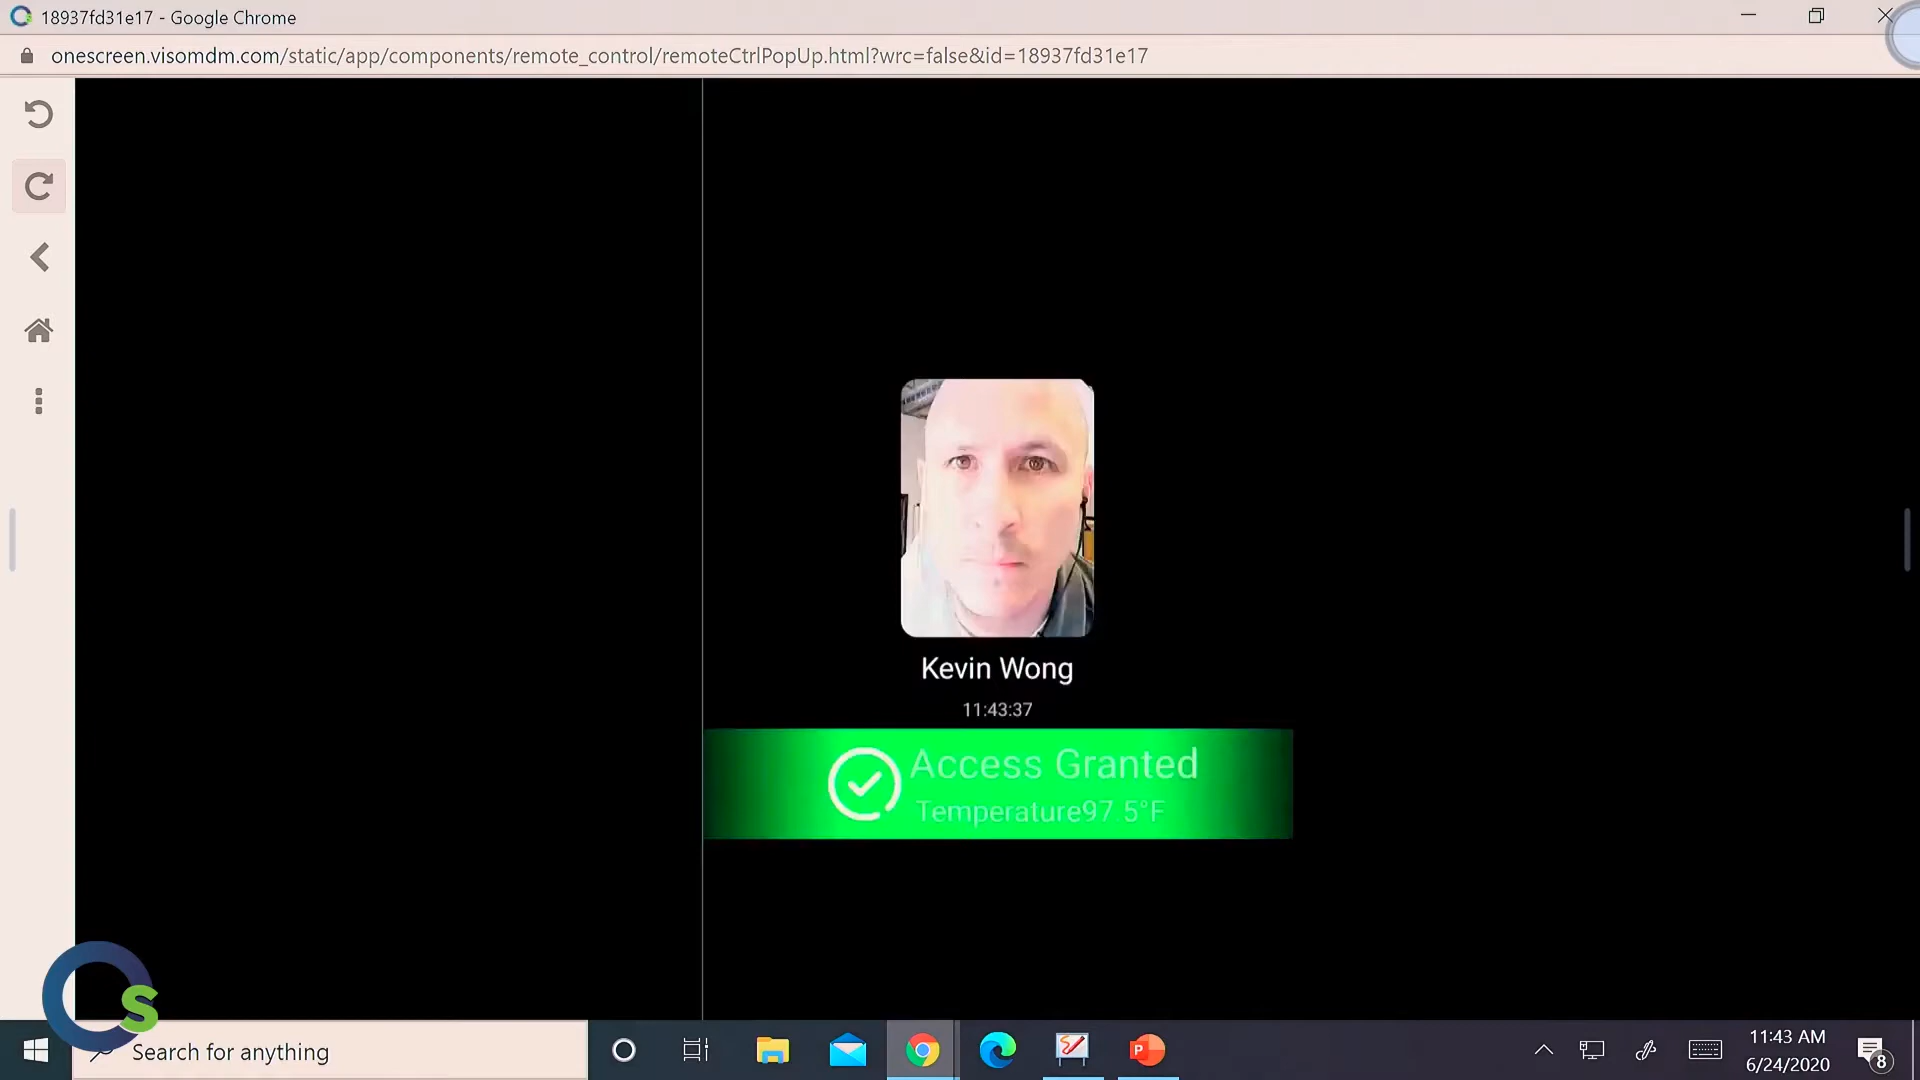 18937fd31e17 - Google Chrome
onescreen.visomdm.com/static/app/components/remote_control/remoteCtrlPopUp.html?wrc=false&id=18937fd31e17
Kevin Wong
11:43:37
Access Granted
Temperature97.5°F
S
Search for anything
P
11:43 AM
6/24/2020
8